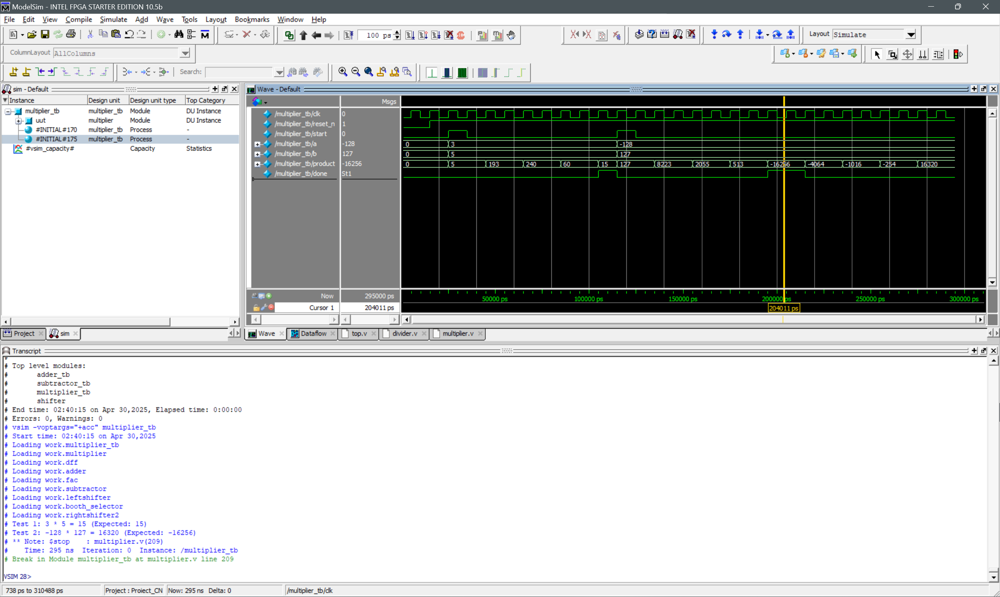 ModelSim - INTEL FPGA STARTER EDITION 10.5b
File Edit View Compile Simulate Add Wave Tools Layout Bookmarks Window Help
100 ps
Layout Simulate
ColumnLayout AllColumns
Search:
sim - Default
Instance Design unit Design unit type Top Category
multiplier_tb multiplier_tb Module DU Instance
uut multiplier Module DU Instance
#INITIAL#170 multiplier_tb Process -
#INITIAL#175 multiplier_tb Process -
#vsim_capacity# Capacity Statistics
Project sim
Wave - Default
Msgs
/multiplier_tb/clk 0
/multiplier_tb/reset_n 1
/multiplier_tb/start 0
/multiplier_tb/a -128 0 3 -128
/multiplier_tb/b 127 0 5 127
/multiplier_tb/product -16256 0 5 193 240 60 15 127 8223 2055 513 -16256 -4064 -1016 -254 16320
/multiplier_tb/done St1
Now 295000 ps 50000 ps 100000 ps 150000 ps 200000 ps 250000 ps 300000 ps
Cursor 1 204011 ps 204011 ps
Wave Dataflow top.v divider.v multiplier.v
Transcript
# Top level modules:
# adder_tb
# subtractor_tb
# multiplier_tb
# shifter
# End time: 02:40:15 on Apr 30,2025, Elapsed time: 0:00:00
# Errors: 0, Warnings: 0
# vsim -voptargs="+acc" multiplier_tb
# Start time: 02:40:15 on Apr 30,2025
# Loading work.multiplier_tb
# Loading work.multiplier
# Loading work.dff
# Loading work.adder
# Loading work.fac
# Loading work.subtractor
# Loading work.leftshifter
# Loading work.booth_selector
# Loading work.rightshifter2
# Test 1: 3 * 5 = 15 (Expected: 15)
# Test 2: -128 * 127 = 16320 (Expected: -16256)
# ** Note: $stop : multiplier.v(209)
# Time: 295 ns Iteration: 0 Instance: /multiplier_tb
# Break in Module multiplier_tb at multiplier.v line 209
VSIM 28>
738 ps to 310488 ps Project : Proiect_CN Now: 295 ns Delta: 0 /multiplier_tb/clk